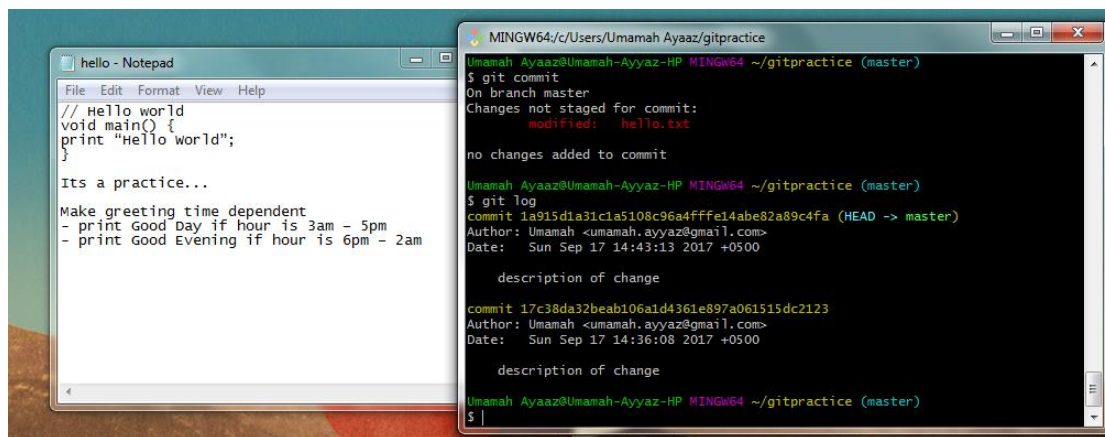 hello - Notepad
File Edit Format View Help
// Hello world
void main() {
print “Hello World”;
}
Its a practice...
Make greeting time dependent
- print Good Day if hour is 3am – 5pm
- print Good Evening if hour is 6pm – 2am
MINGW64:/c/Users/Umamah Ayaaz/gitpractice
Umamah Ayaaz@Umamah-Ayyaz-HP MINGW64 ~/gitpractice (master)
$ git commit
On branch master
Changes not staged for commit:
modified: hello.txt
no changes added to commit
Umamah Ayaaz@Umamah-Ayyaz-HP MINGW64 ~/gitpractice (master)
$ git log
commit 1a915d1a31c1a5108c96a4fffe14abe82a89c4fa (HEAD -> master)
Author: Umamah <umamah.ayyaz@gmail.com>
Date: Sun Sep 17 14:43:13 2017 +0500
description of change
commit 17c38da32beab106a1d4361e897a061515dc2123
Author: Umamah <umamah.ayyaz@gmail.com>
Date: Sun Sep 17 14:36:08 2017 +0500
description of change
Umamah Ayaaz@Umamah-Ayyaz-HP MINGW64 ~/gitpractice (master)
$